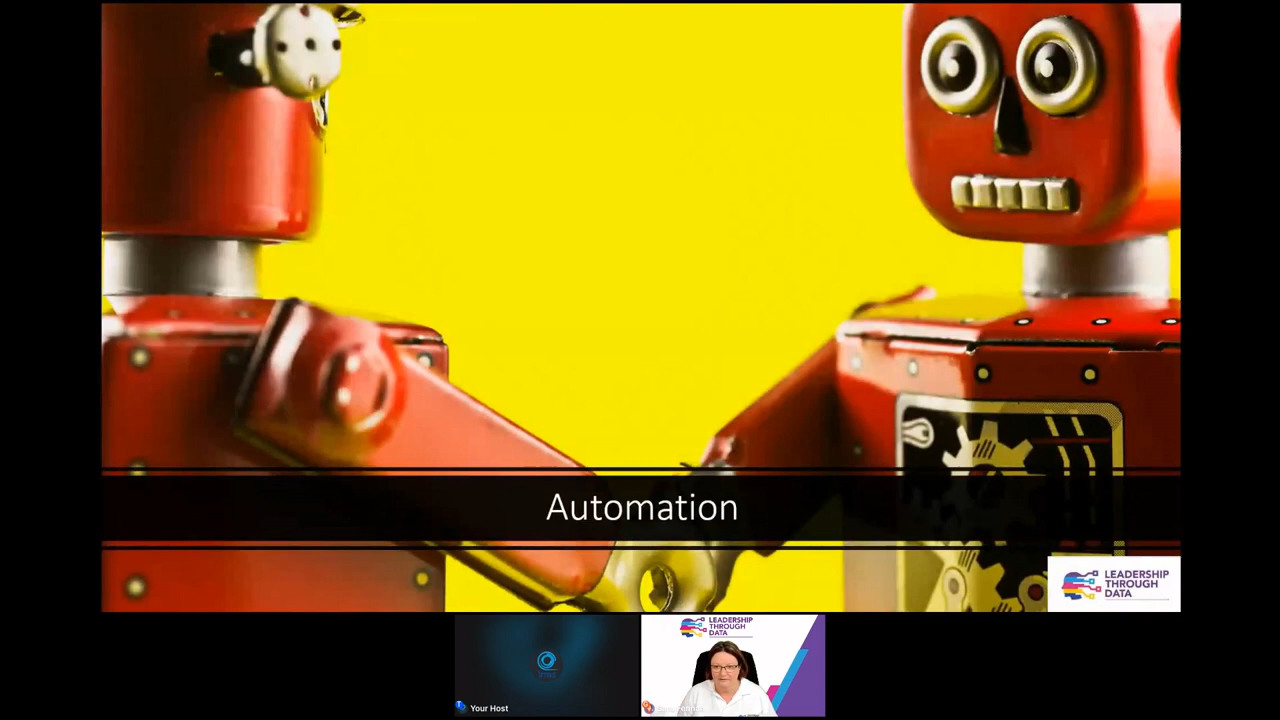 Automation
LEADERSHIP
THROUGH
DATA
LEADERSHIP
THROUGH
DATA
Your Host